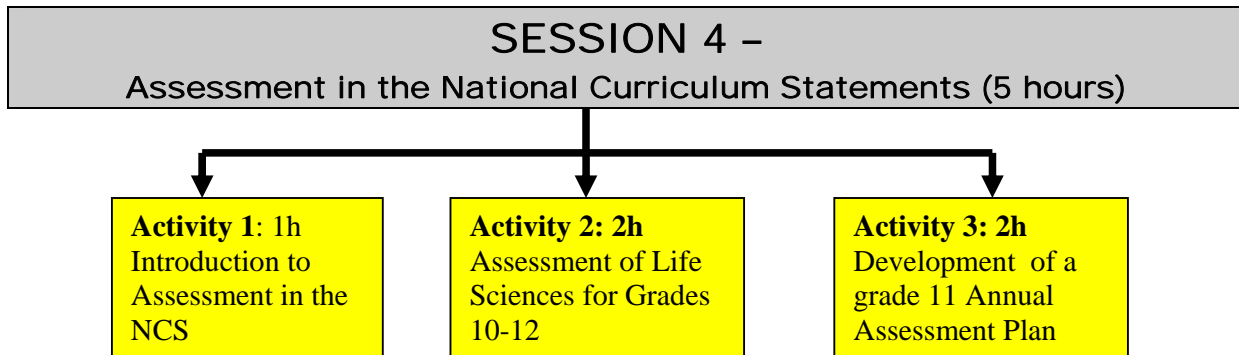 SESSION 4 –
Assessment in the National Curriculum Statements (5 hours)
Activity 1: 1h
Introduction to
Assessment in the
NCS
Activity 2: 2h
Assessment of Life
Sciences for Grades
10-12
Activity 3: 2h
Development of a
grade 11 Annual
Assessment Plan